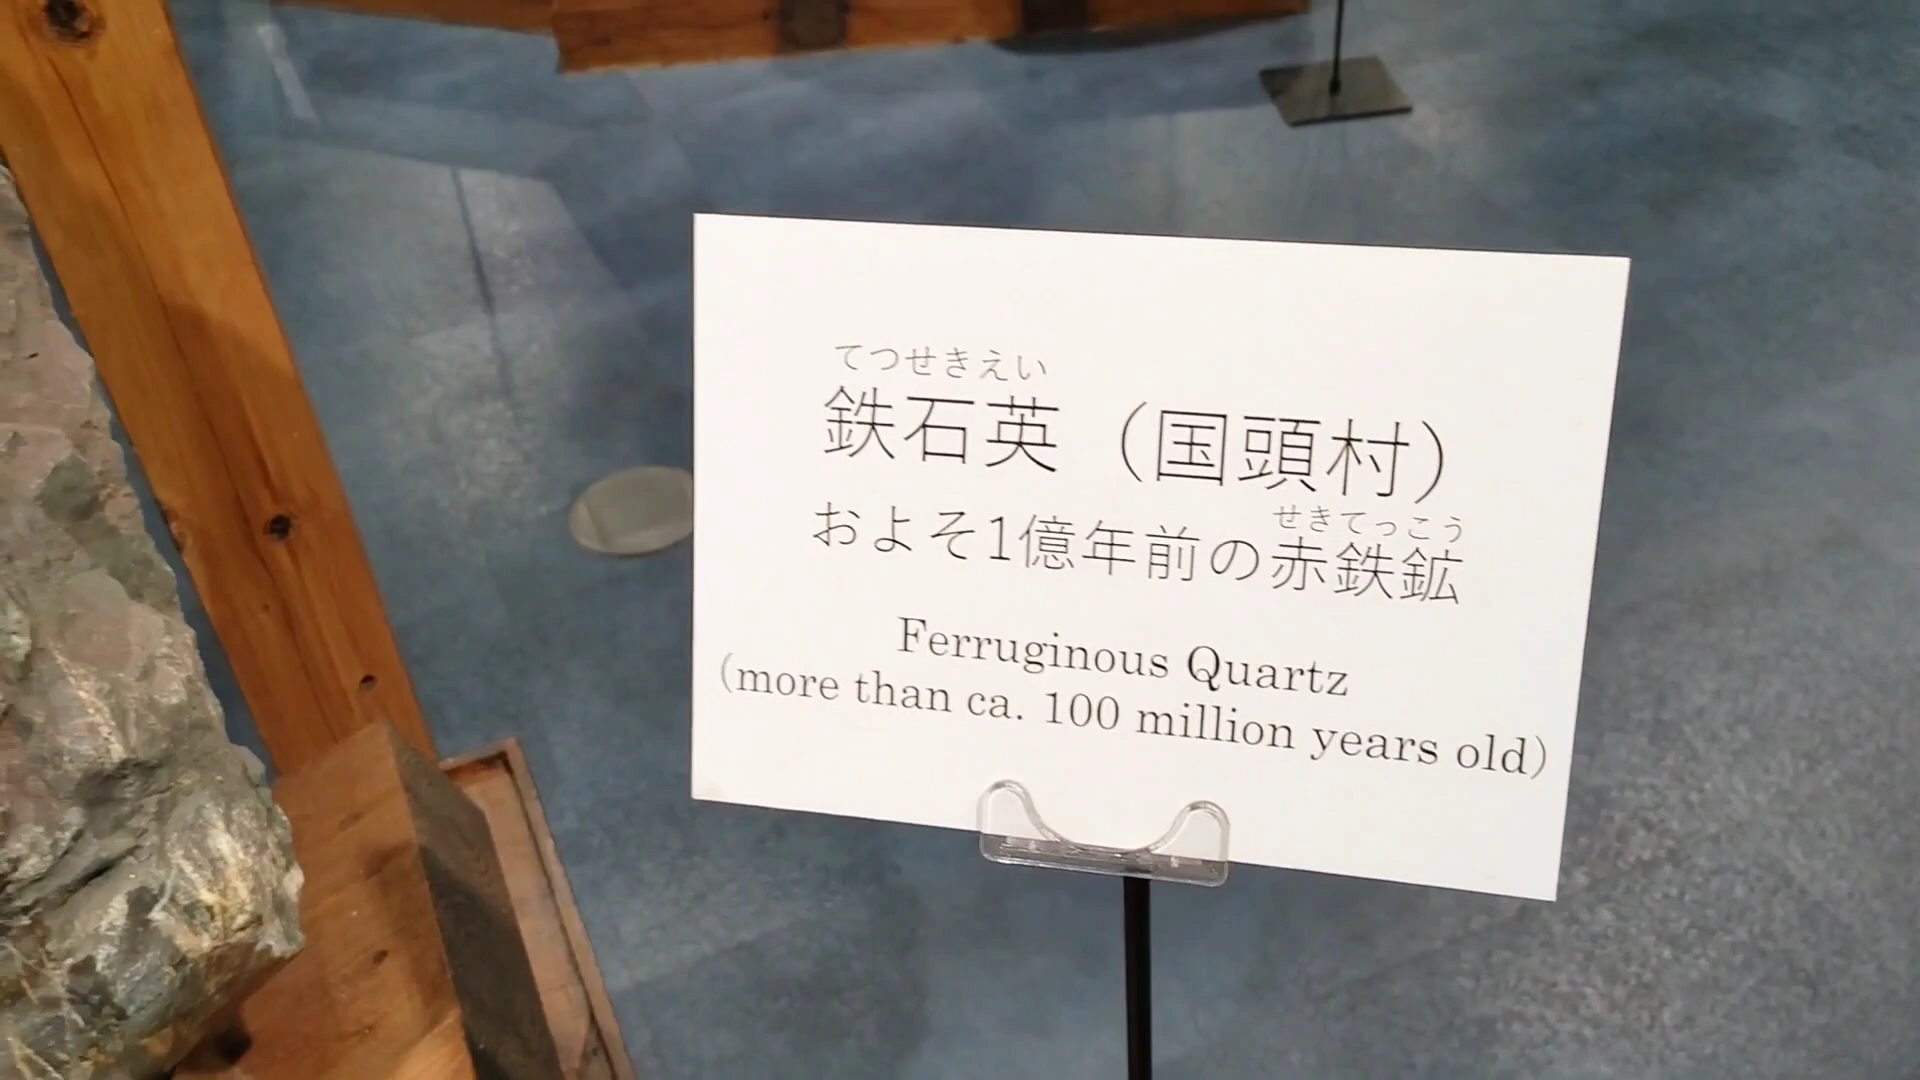 てつせきえい
鉄石英（国頭村）
せきてっこう
およそ1億年前の赤鉄鉱
Ferruginous Quartz
(more than ca. 100 million years old)